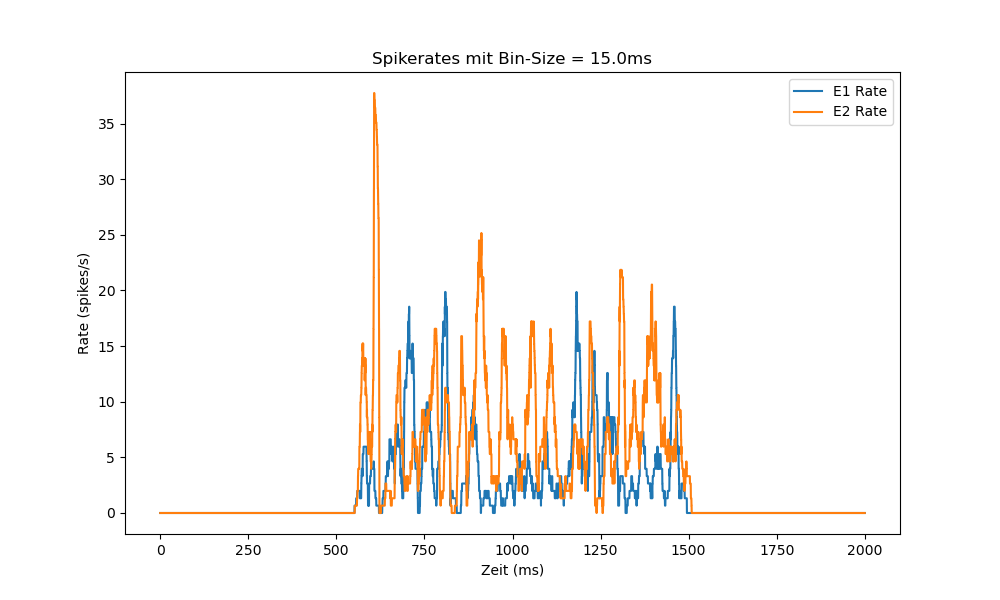 Spikerates mit Bin-Size = 15.0ms
E1 Rate
E2 Rate
Rate (spikes/s)
35
30
25
20
15
10
5
0
0 250 500 750 1000 1250 1500 1750 2000
Zeit (ms)